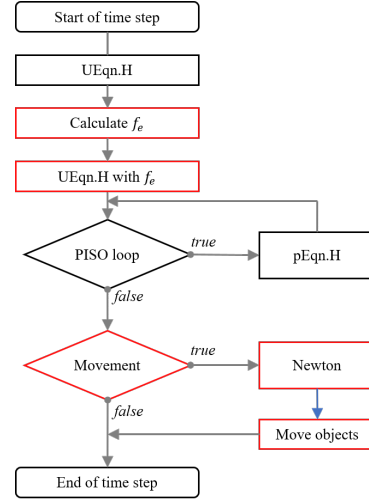 Start of time step
UEqn.H
Calculate fₑ
UEqn.H with fₑ
PISO loop
true
pEqn.H
false
Movement
true
Newton
false
Move objects
End of time step